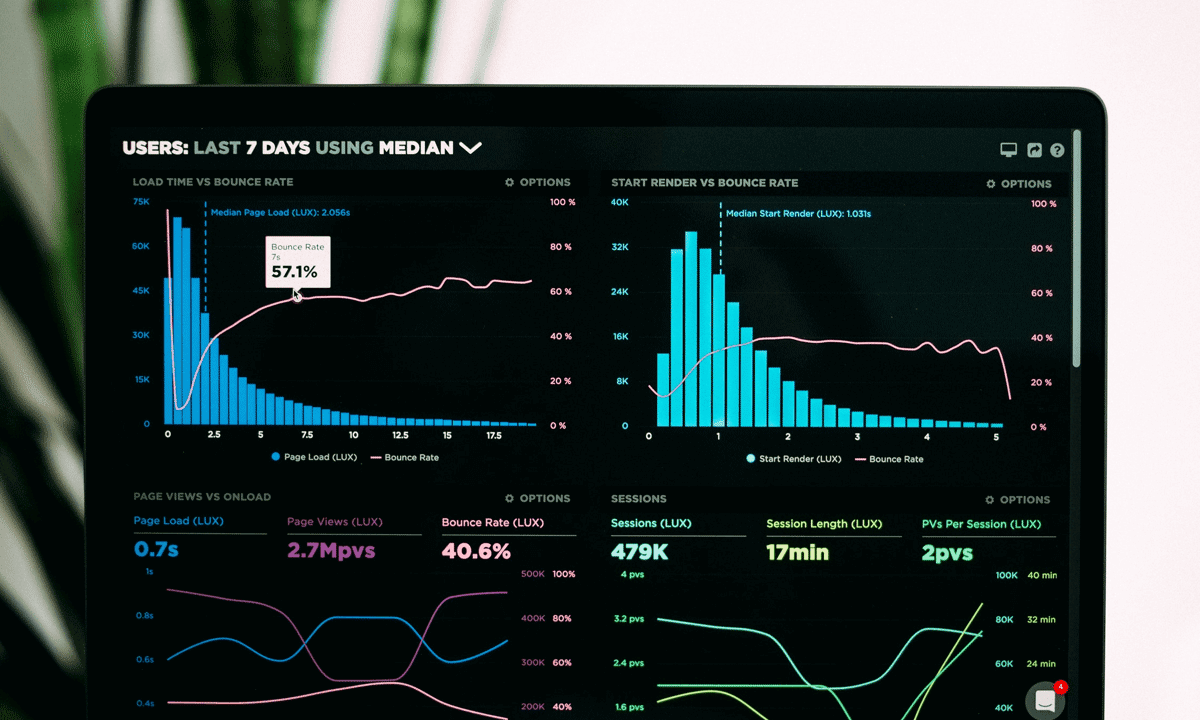 USERS: LAST 7 DAYS USING MEDIAN
LOAD TIME VS BOUNCE RATE
OPTIONS
75K
60K
45K
30K
15K
0
100 %
80 %
60 %
40 %
20 %
0 %
Median Page Load (LUX): 2.056s
Bounce Rate
7s
57.1%
0 2.5 5 7.5 10 12.5 15 17.5
Page Load (LUX) Bounce Rate
START RENDER VS BOUNCE RATE
OPTIONS
40K
32K
24K
16K
8K
0
100 %
80 %
60 %
40 %
20 %
0 %
Median Start Render (LUX): 1.031s
0 1 2 3 4 5
Start Render (LUX) Bounce Rate
PAGE VIEWS VS ONLOAD
OPTIONS
Page Load (LUX) Page Views (LUX) Bounce Rate (LUX)
0.7s 2.7Mpvs 40.6%
1s 500K 100%
0.8s 400K 80%
0.6s 300K 60%
0.4s 200K 40%
SESSIONS
OPTIONS
Sessions (LUX) Session Length (LUX) PVs Per Session (LUX)
479K 17min 2pvs
4 pvs 100K 40 min
3.2 pvs 80K 32 min
2.4 pvs 60K 24 min
1.6 pvs 40K
4